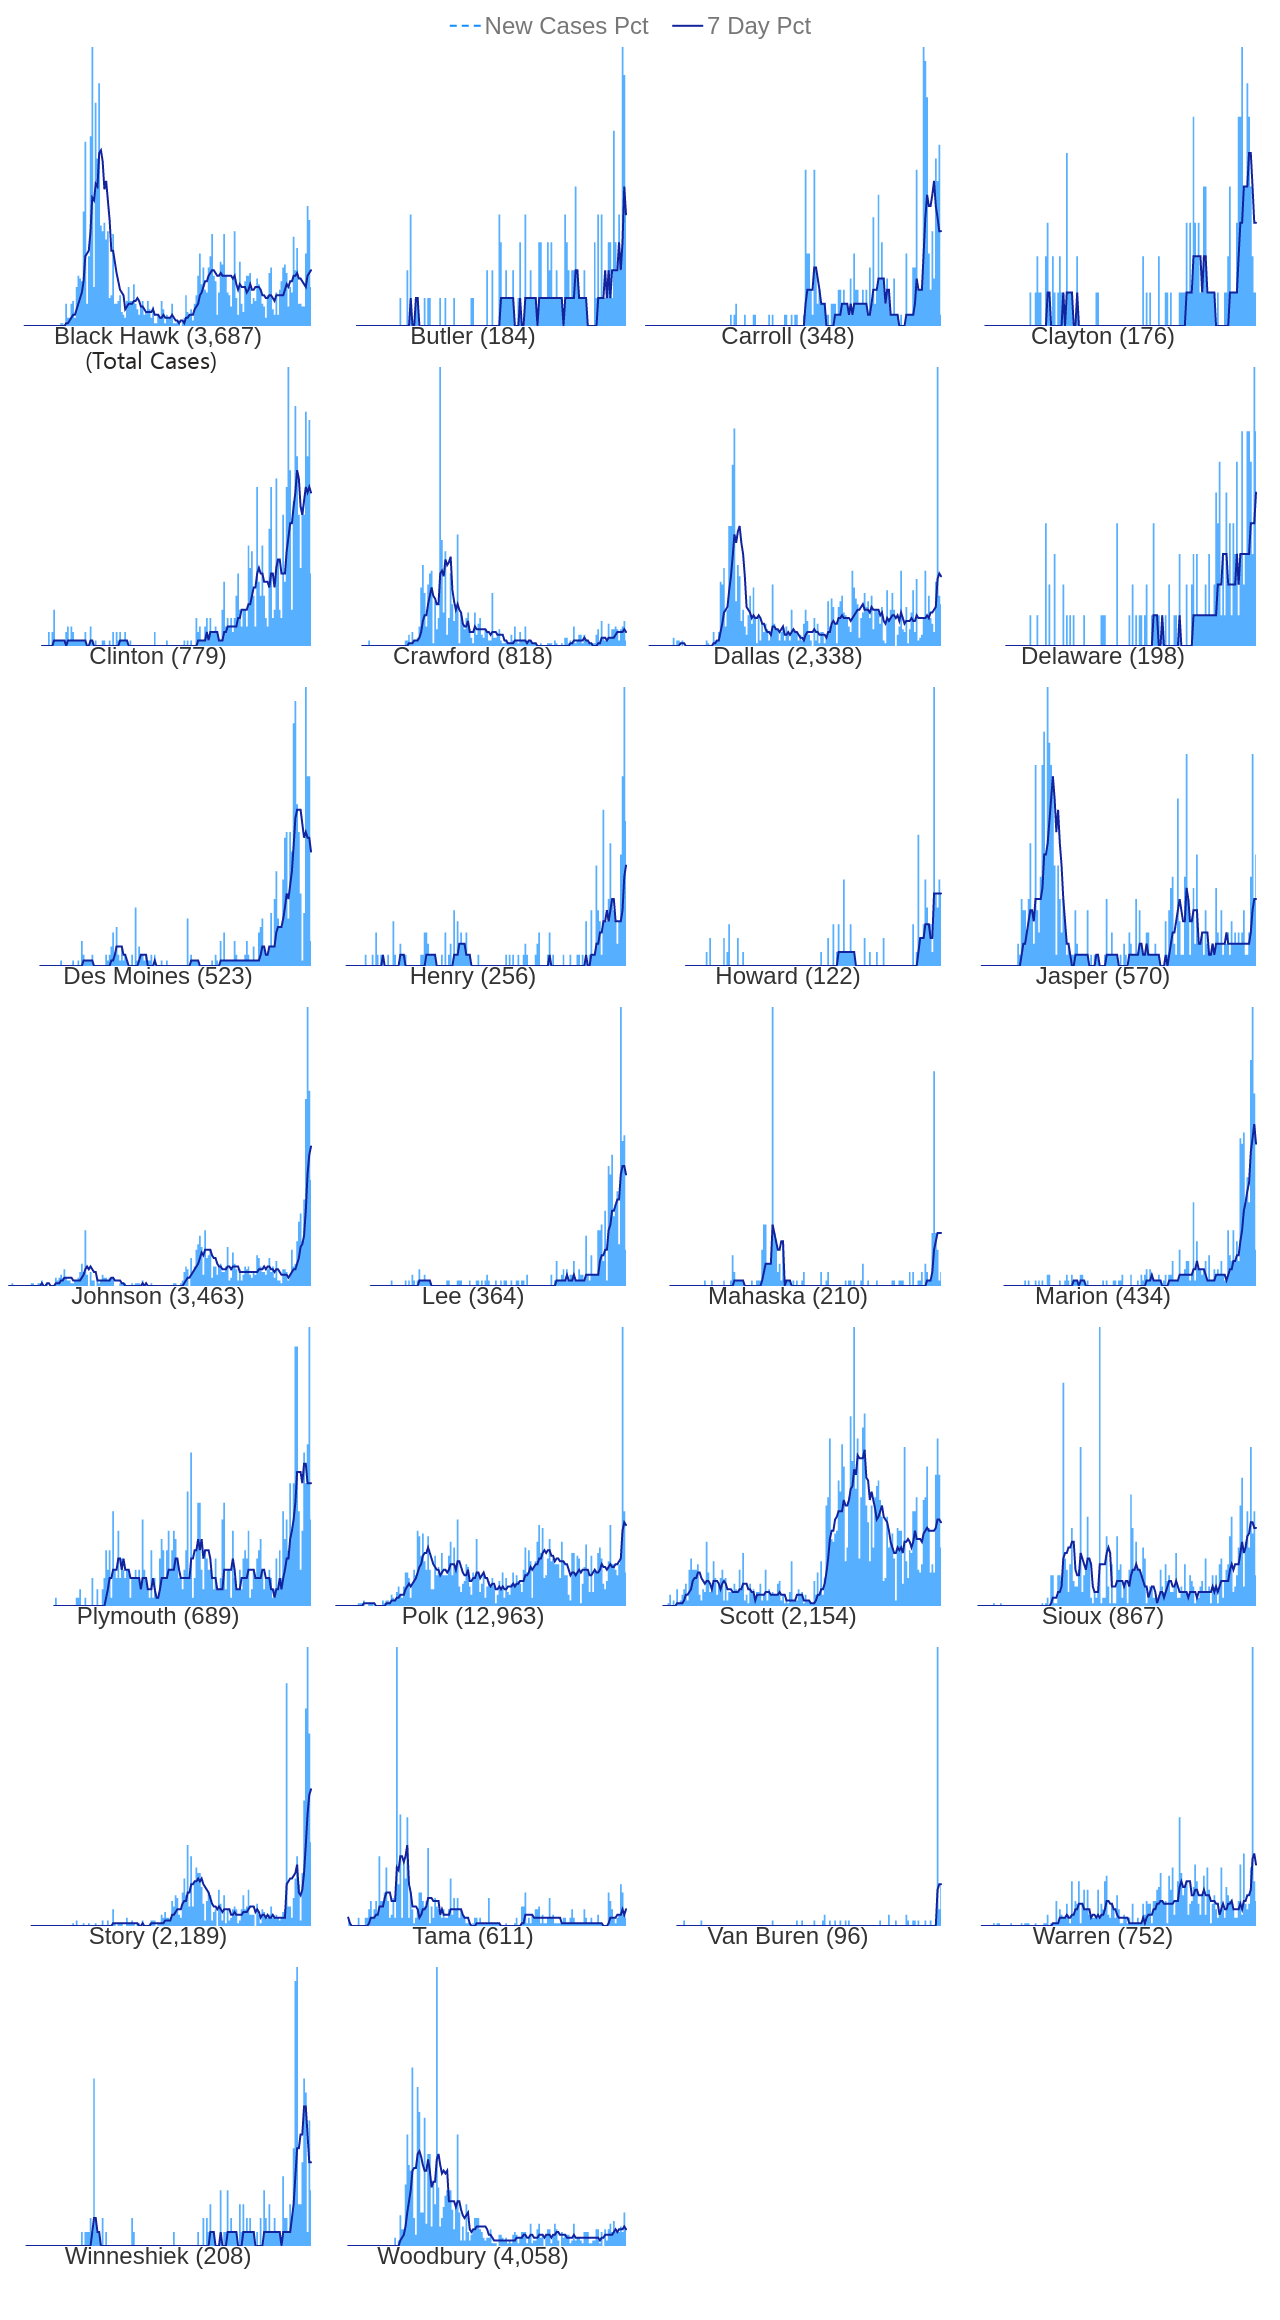 New Cases Pct 7 Day Pct
Black Hawk (3,687) Butler (184) Carroll (348) Clayton (176)
(Total Cases)
Clinton (779) Crawford (818) Dallas (2,338) Delaware (198)
Des Moines (523) Henry (256) Howard (122) Jasper (570)
Johnson (3,463) Lee (364) Mahaska (210) Marion (434)
Plymouth (689) Polk (12,963) Scott (2,154) Sioux (867)
Story (2,189) Tama (611) Van Buren (96) Warren (752)
Winneshiek (208) Woodbury (4,058)